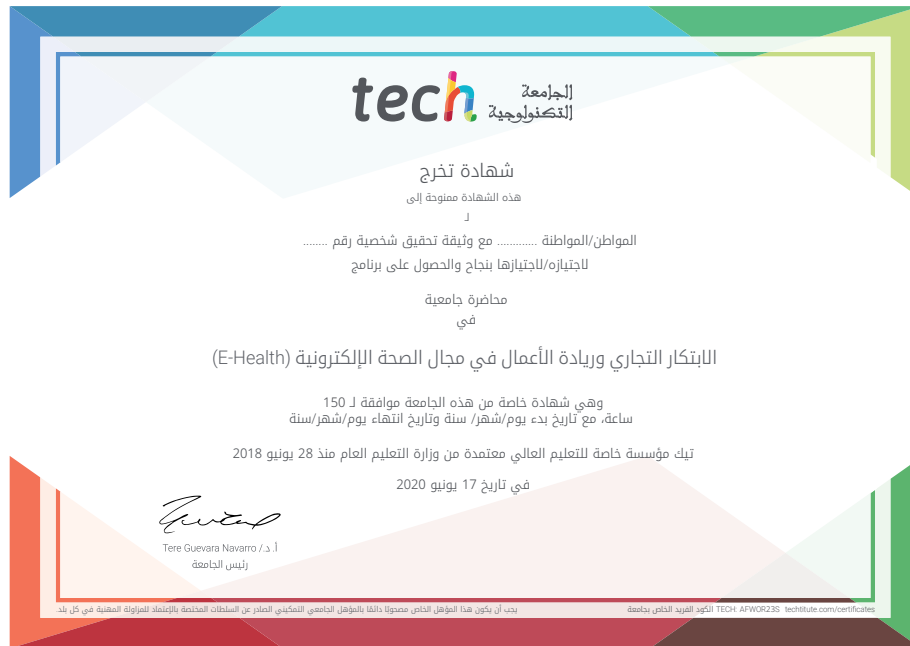 tech الجامعة
التكنولوجية
شهادة تخرج
هذه الشهادة ممنوحة إلى
لـ
المواطن/المواطنة ............ مع وثيقة تحقيق شخصية رقم ........
لاجتيازه/لاجتيازها بنجاح والحصول على برنامج
محاضرة جامعية
في
الابتكار التجاري وريادة الأعمال في مجال الصحة الإلكترونية (E-Health)
وهي شهادة خاصة من هذه الجامعة موافقة لـ 150
ساعة، مع تاريخ بدء يوم/شهر/ سنة وتاريخ انتهاء يوم/شهر/سنة
تيك مؤسسة خاصة للتعليم العالي معتمدة من وزارة التعليم العام منذ 28 يونيو 2018
في تاريخ 17 يونيو 2020
أ.د./ Tere Guevara Navarro
رئيس الجامعة
يجب أن يكون هذا المؤهل الخاص مصحوبًا دائمًا بالمؤهل الجامعي التمكيني الصادر عن السلطات المختصة بالإعتماد للمزاولة المهنية في كل بلد.
الكود الفريد الخاص بجامعة TECH: AFWOR23S techtitute.com/certificates